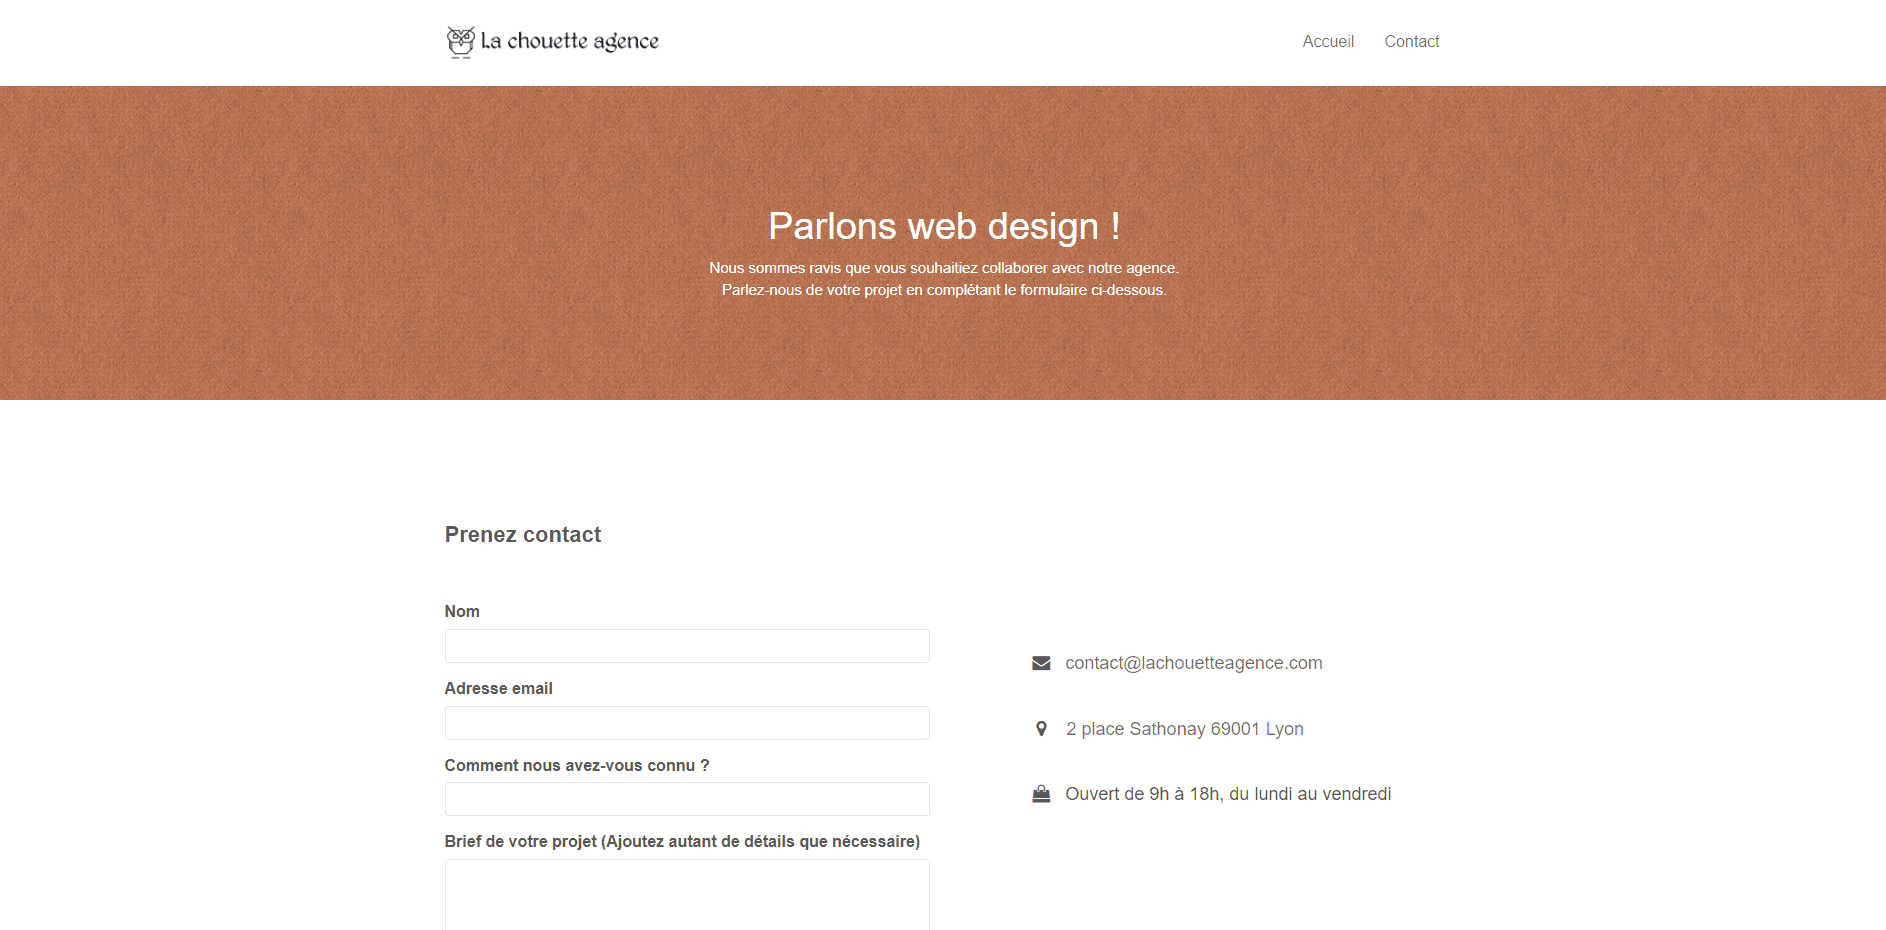 La chouette agence
Accueil
Contact
Parlons web design !
Nous sommes ravis que vous souhaitiez collaborer avec notre agence.
Parlez-nous de votre projet en complétant le formulaire ci-dessous.
Prenez contact
Nom
Adresse email
Comment nous avez-vous connu ?
Brief de votre projet (Ajoutez autant de détails que nécessaire)
contact@lachouetteagence.com
2 place Sathonay 69001 Lyon
Ouvert de 9h à 18h, du lundi au vendredi